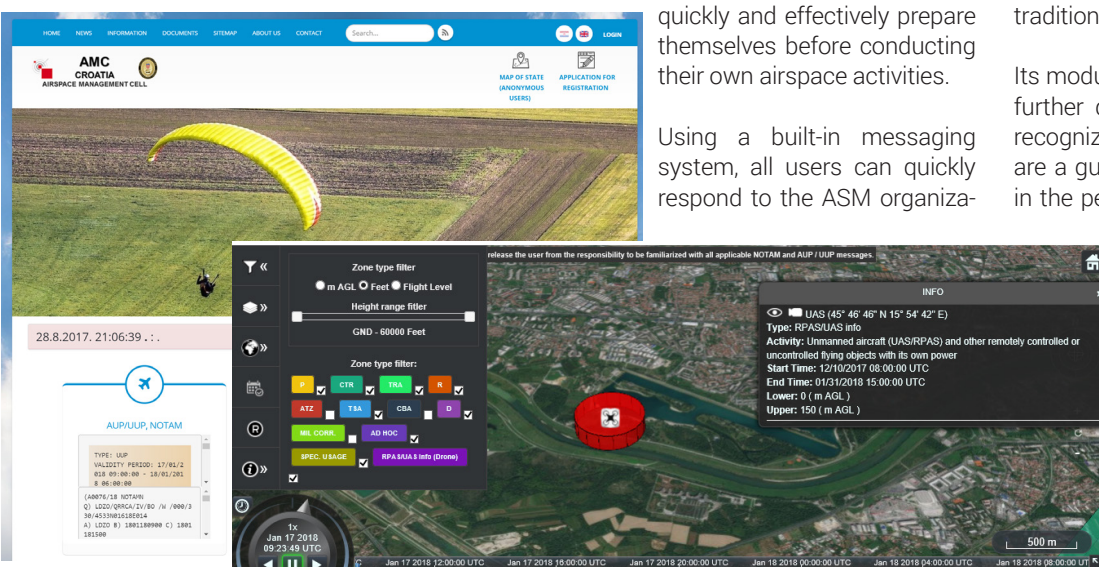 quickly and effectively prepare
themselves before conducting
their own airspace activities.
Using a built-in messaging
system, all users can quickly
respond to the ASM organiza-
tradition
Its modu
further
recogniz
are a gu
in the pe
HOME NEWS INFORMATION DOCUMENTS SITEMAP ABOUT US CONTACT Search... LOGIN
AMC
CROATIA
AIRSPACE MANAGEMENT CELL
MAP OF STATE
(ANONYMOUS
USERS)
APPLICATION FOR
REGISTRATION
28.8.2017. 21:06:39 . : .
AUP/UUP, NOTAM
TYPE: UUP
VALIDITY PERIOD: 17/01/2
018 09:00:00 - 18/01/201
8 06:00:00
(A0076/18 NOTAMN
Q) LDZO/QRRCA/IV/BO /W /000/3
30/4533N01618E014
A) LDZO B) 1801180900 C) 1801
181500
release the user from the responsibility to be familiarized with all applicable NOTAM and AUP / UUP messages.
Zone type filter
m AGL Feet Flight Level
Height range fitler
GND - 60000 Feet
Zone type filter:
P CTR TRA R
ATZ TSA CBA D
MIL CORR. AD HOC
SPEC. USAGE RPAS/UAS Info (Drone)
R
INFO
UAS (45° 46' 46" N 15° 54' 42" E)
Type: RPAS/UAS info
Activity: Unmanned aircraft (UAS/RPAS) and other remotely controlled or
uncontrolled flying objects with its own power
Start Time: 12/10/2017 08:00:00 UTC
End Time: 01/31/2018 15:00:00 UTC
Lower: 0 ( m AGL )
Upper: 150 ( m AGL )
1x
Jan 17 2018
09:23:49 UTC
500 m
Jan 17 2018 12:00:00 UTC Jan 17 2018 16:00:00 UTC Jan 17 2018 20:00:00 UTC Jan 18 2018 00:00:00 UTC Jan 18 2018 04:00:00 UTC Jan 18 2018 08:00:00 UT